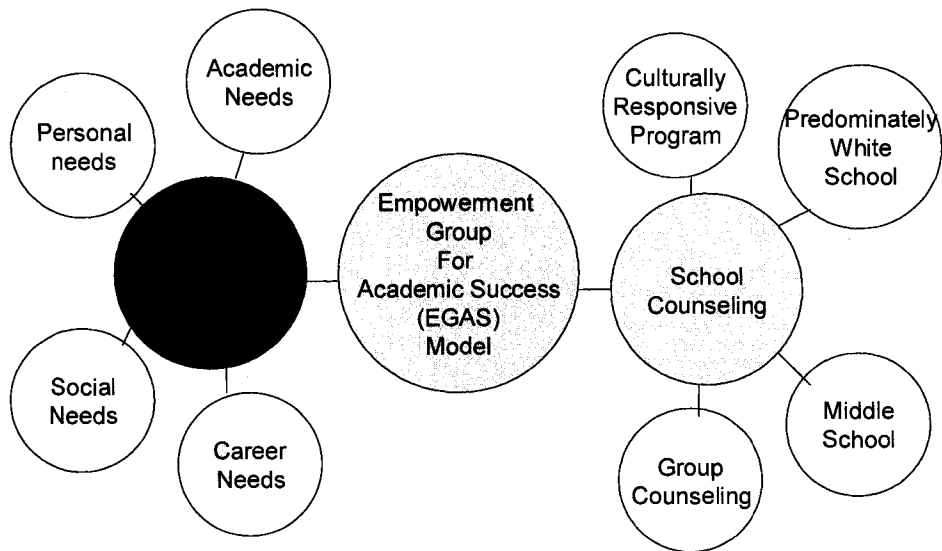 Academic
Needs
Personal
needs
Social
Needs
Career
Needs
Empowerment
Group
For
Academic Success
(EGAS)
Model
Culturally
Responsive
Program
Predominately
White
School
School
Counseling
Middle
School
Group
Counseling